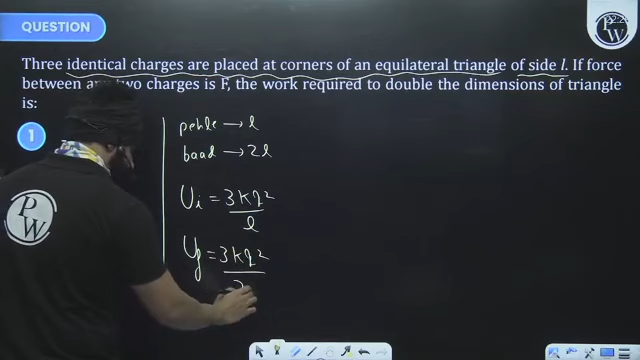 QUESTION
Three identical charges are placed at corners of an equilateral triangle of side l. If force
between any two charges is F, the work required to double the dimensions of triangle
is:
1
pehle → l
baad → 2l
Ui = 3kq2
l
Uf = 3kq2
2
P
W
P
W